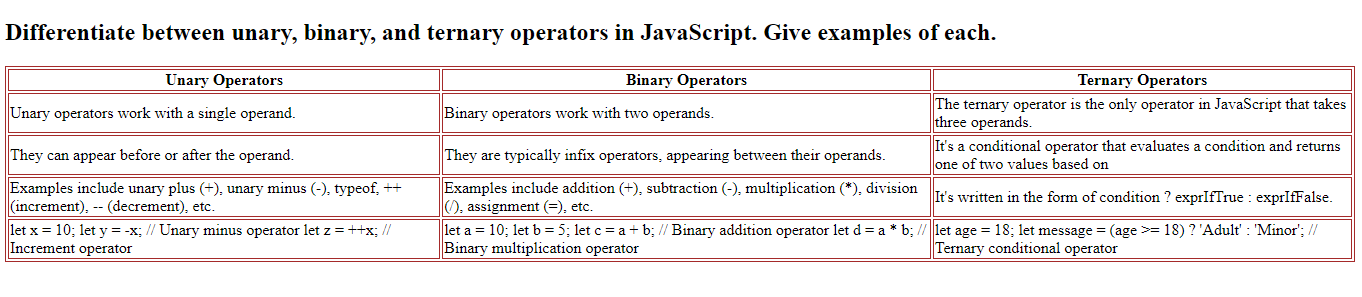 Differentiate between unary, binary, and ternary operators in JavaScript. Give examples of each.
Unary Operators
Binary Operators
Ternary Operators
Unary operators work with a single operand.
Binary operators work with two operands.
The ternary operator is the only operator in JavaScript that takes
three operands.
They can appear before or after the operand.
They are typically infix operators, appearing between their operands.
It's a conditional operator that evaluates a condition and returns
one of two values based on
Examples include unary plus (+), unary minus (-), typeof, ++
(increment), -- (decrement), etc.
Examples include addition (+), subtraction (-), multiplication (*), division
(/), assignment (=), etc.
It's written in the form of condition ? exprIfTrue : exprIfFalse.
let x = 10; let y = -x; // Unary minus operator let z = ++x; //
Increment operator
let a = 10; let b = 5; let c = a + b; // Binary addition operator let d = a * b; //
Binary multiplication operator
let age = 18; let message = (age >= 18) ? 'Adult' : 'Minor'; //
Ternary conditional operator